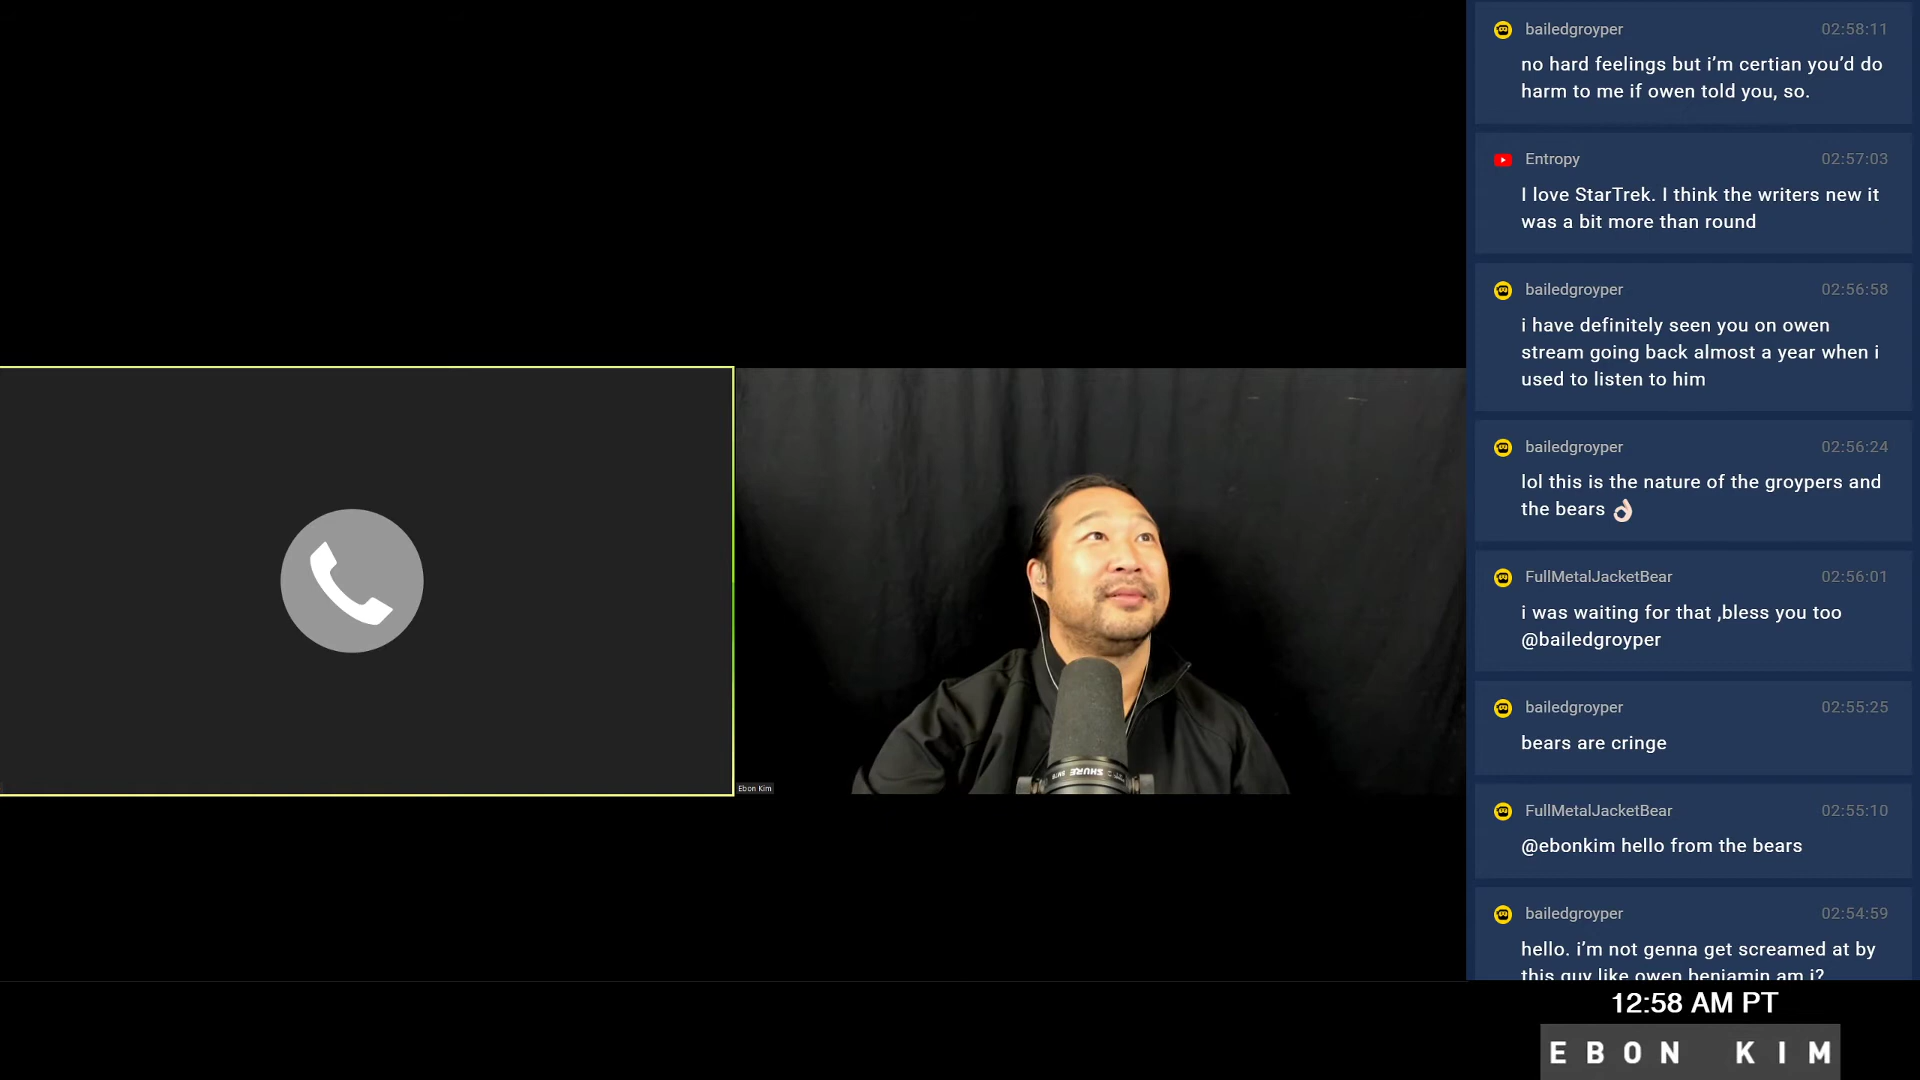 bailedgroyper 02:58:11
no hard feelings but i’m certian you’d do
harm to me if owen told you, so.
Entropy 02:57:03
I love StarTrek. I think the writers new it
was a bit more than round
bailedgroyper 02:56:58
i have definitely seen you on owen
stream going back almost a year when i
used to listen to him
bailedgroyper 02:56:24
lol this is the nature of the groypers and
the bears 👌🏻
FullMetalJacketBear 02:56:01
i was waiting for that ,bless you too
@bailedgroyper
bailedgroyper 02:55:25
bears are cringe
FullMetalJacketBear 02:55:10
@ebonkim hello from the bears
bailedgroyper 02:54:59
hello. i’m not genna get screamed at by
this guy like owen benjamin am i?
Ebon Kim
SHURE
12:58 AM PT
EBON KIM